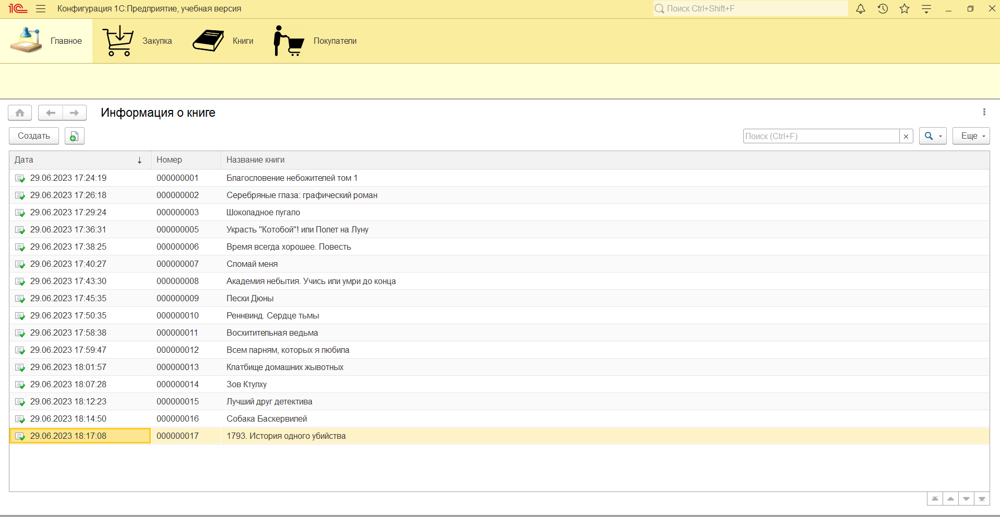 1С Конфигурация 1С:Предприятие, учебная версия Поиск Ctrl+Shift+F
Главное Закупка Книги Покупатели
Информация о книге
Создать Поиск (Ctrl+F) × Еще
Дата ↓ Номер Название книги
29.06.2023 17:24:19 000000001 Благословение небожителей том 1
29.06.2023 17:26:18 000000002 Серебряные глаза: графический роман
29.06.2023 17:29:24 000000003 Шоколадное пугало
29.06.2023 17:36:31 000000005 Украсть "Котобой"! или Полет на Луну
29.06.2023 17:38:25 000000006 Время всегда хорошее. Повесть
29.06.2023 17:40:27 000000007 Сломай меня
29.06.2023 17:43:30 000000008 Академия небытия. Учись или умри до конца
29.06.2023 17:45:35 000000009 Пески Дюны
29.06.2023 17:50:35 000000010 Реннвинд. Сердце тьмы
29.06.2023 17:58:38 000000011 Восхитительная ведьма
29.06.2023 17:59:47 000000012 Всем парням, которых я любила
29.06.2023 18:01:57 000000013 Клатбище домашних жывотных
29.06.2023 18:07:28 000000014 Зов Ктулху
29.06.2023 18:12:23 000000015 Лучший друг детектива
29.06.2023 18:14:50 000000016 Собака Баскервилей
29.06.2023 18:17:08 000000017 1793. История одного убийства